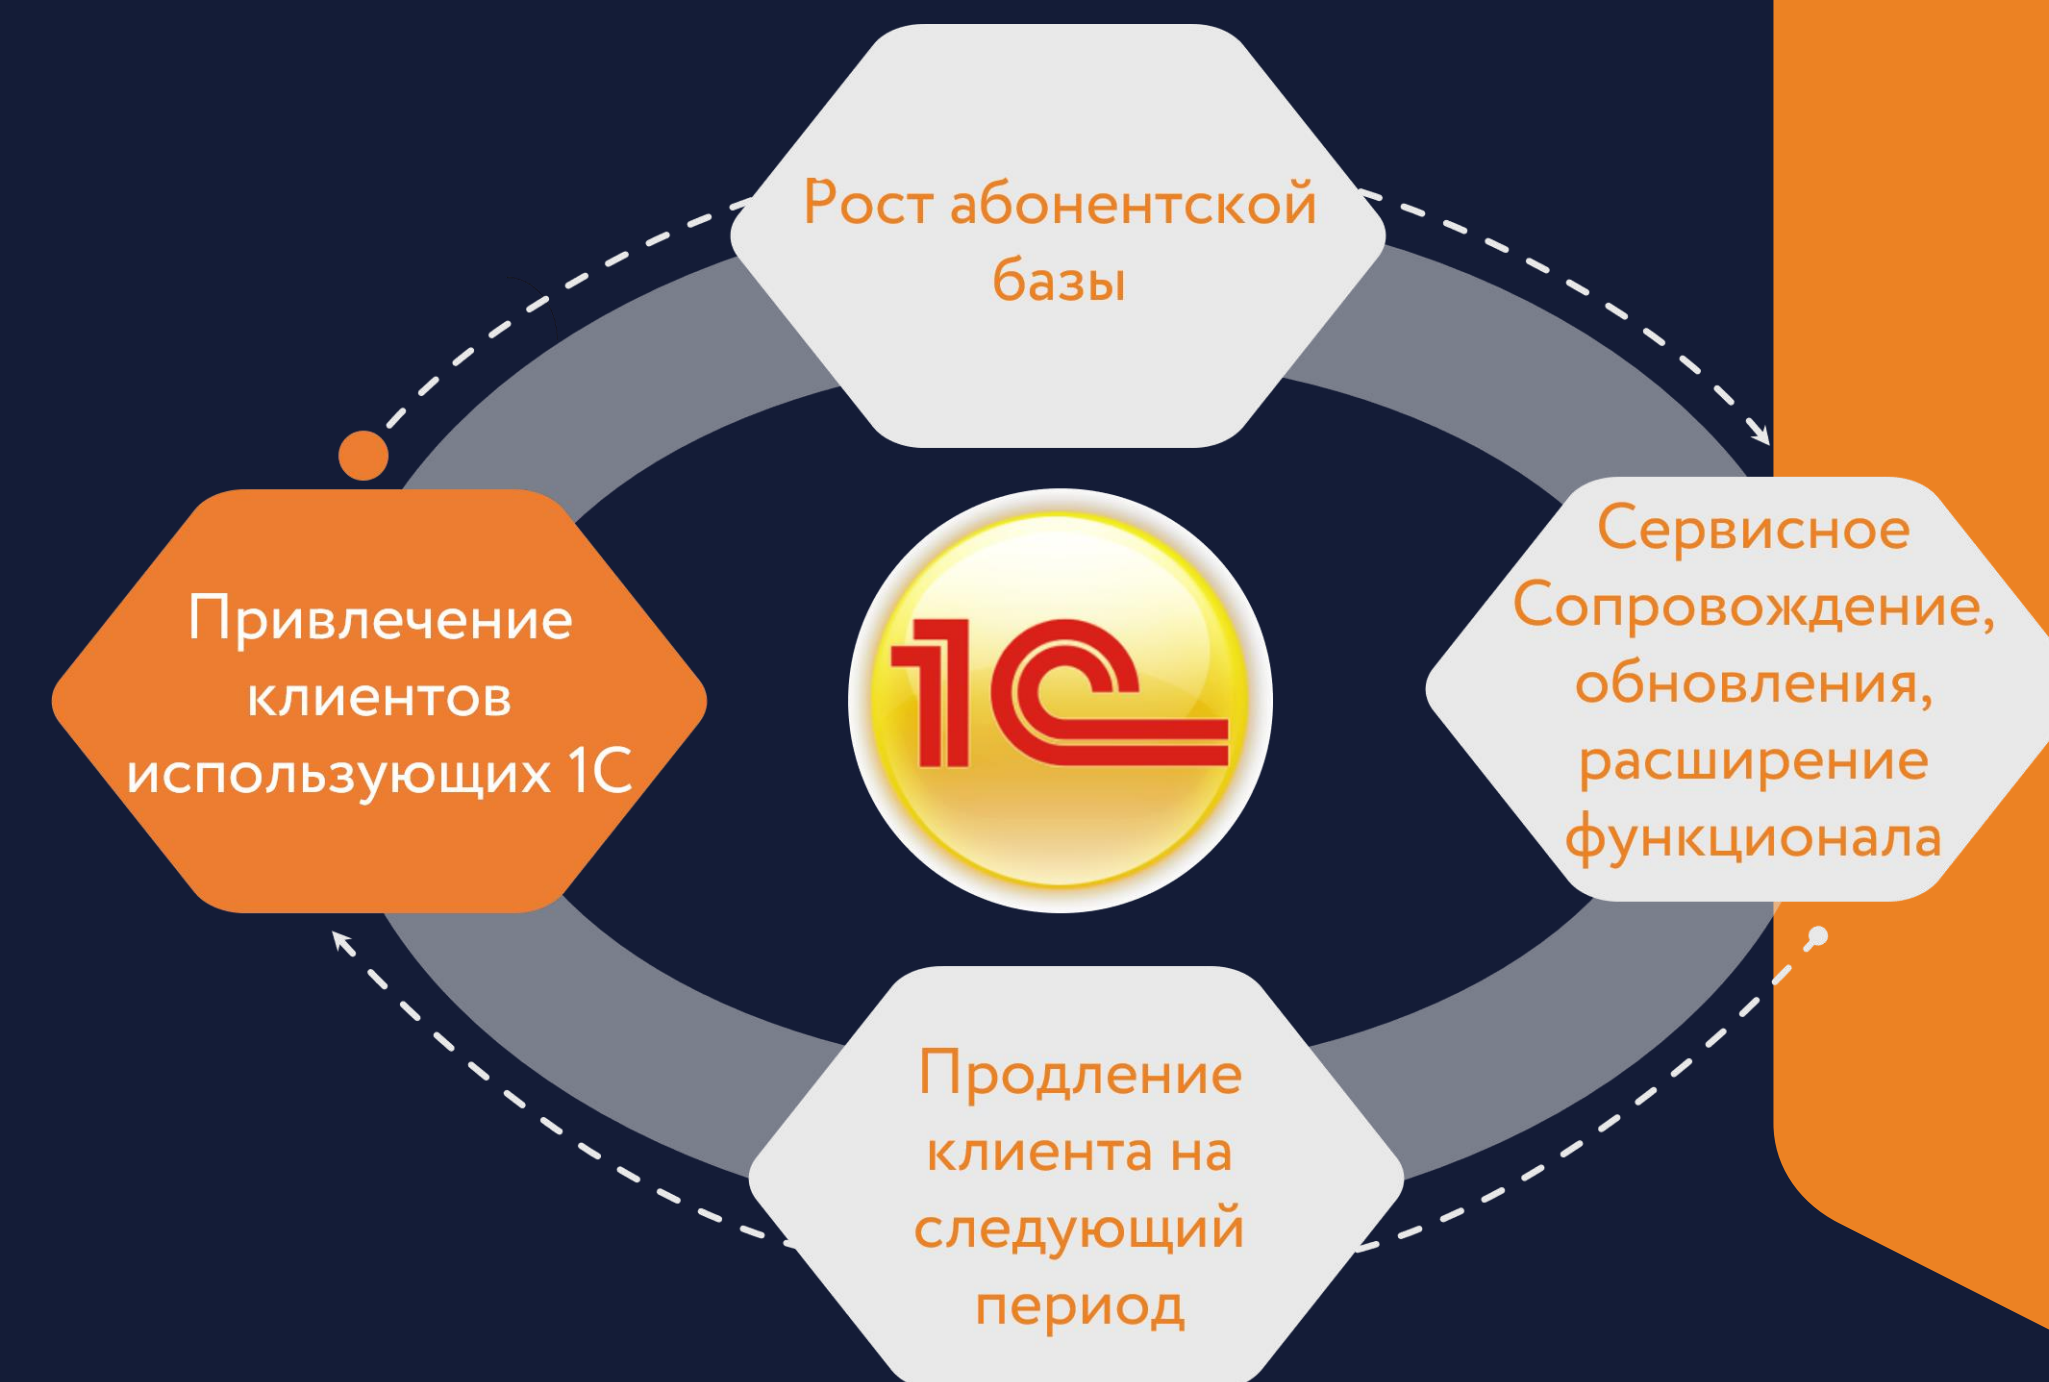 Рост абонентской
базы
Привлечение
клиентов
использующих 1С
1С
Сервисное
Сопровождение,
обновления,
расширение
функционала
Продление
клиента на
следующий
период